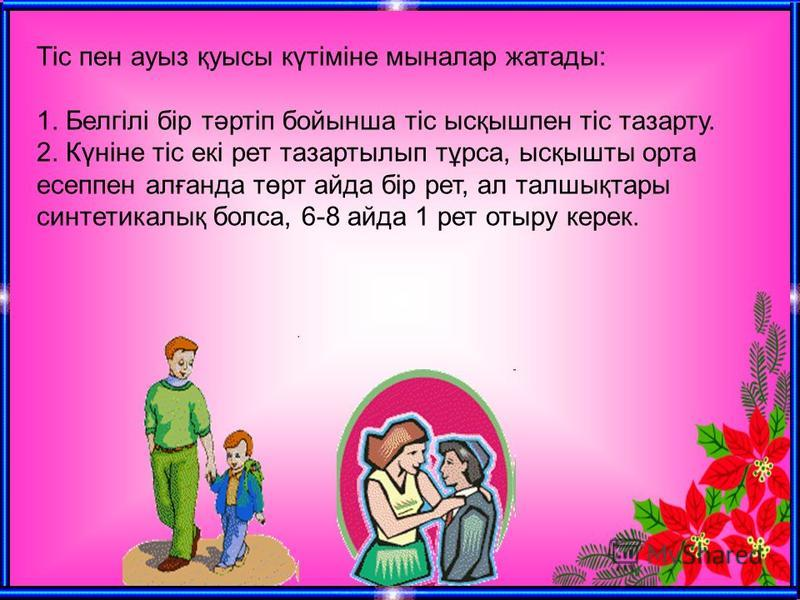 Тіс пен ауыз қуысы күтіміне мыналар жатады:
1. Белгілі бір тәртіп бойынша тіс ысқышпен тіс тазарту.
2. Күніне тіс екі рет тазартылып тұрса, ысқышты орта
есеппен алғанда төрт айда бір рет, ал талшықтары
синтетикалық болса, 6-8 айда 1 рет отыру керек.
MyShared